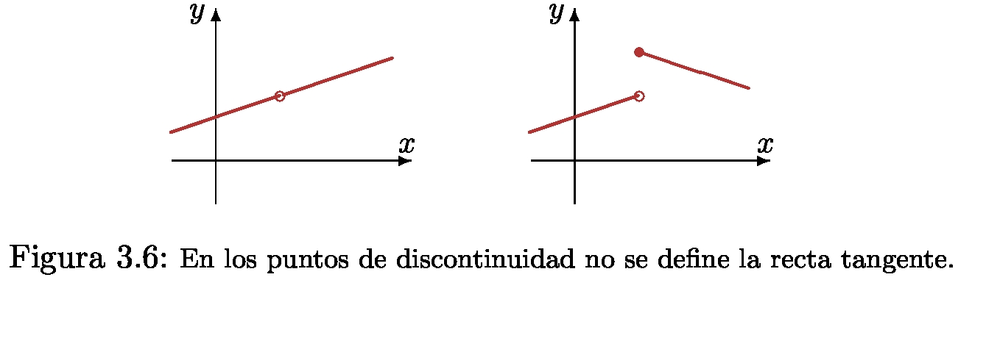 y
x
y
x
Figura 3.6: En los puntos de discontinuidad no se define la recta tangente.